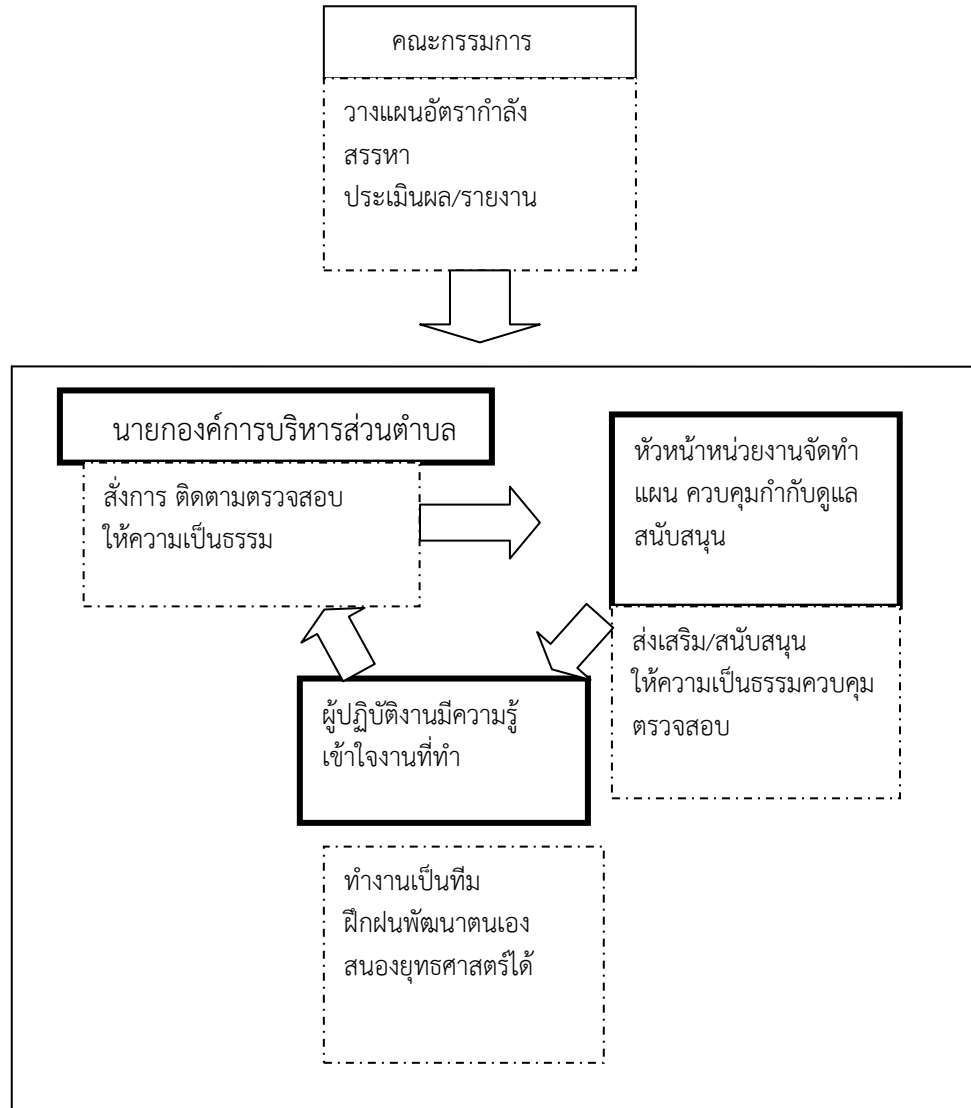 คณะกรรมการ
วางแผนอัตรากำลัง
สรรหา
ประเมินผล/รายงาน
นายกองค์การบริหารส่วนตำบล
สั่งการ ติดตามตรวจสอบ
ให้ความเป็นธรรม
หัวหน้าหน่วยงานจัดทำ
แผน ควบคุมกำกับดูแล
สนับสนุน
ส่งเสริม/สนับสนุน
ให้ความเป็นธรรมควบคุม
ตรวจสอบ
ผู้ปฏิบัติงานมีความรู้
เข้าใจงานที่ทำ
ทำงานเป็นทีม
ฝึกฝนพัฒนาตนเอง
สนองยุทธศาสตร์ได้